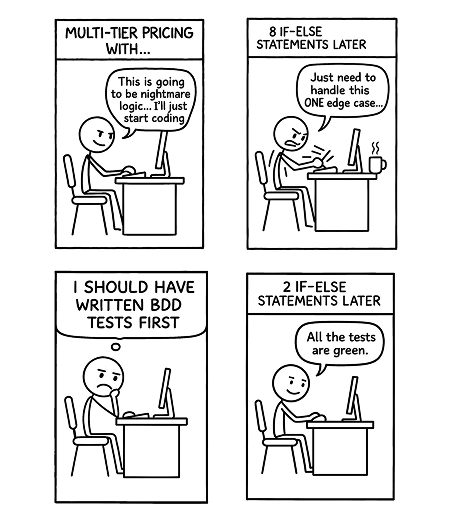 MULTI-TIER PRICING
WITH...
This is going
to be nightmare
logic... I'll just
start coding
8 IF-ELSE
STATEMENTS LATER
Just need to
handle this
ONE edge case...
I SHOULD HAVE
WRITTEN BDD
TESTS FIRST
2 IF-ELSE
STATEMENTS LATER
All the tests
are green.